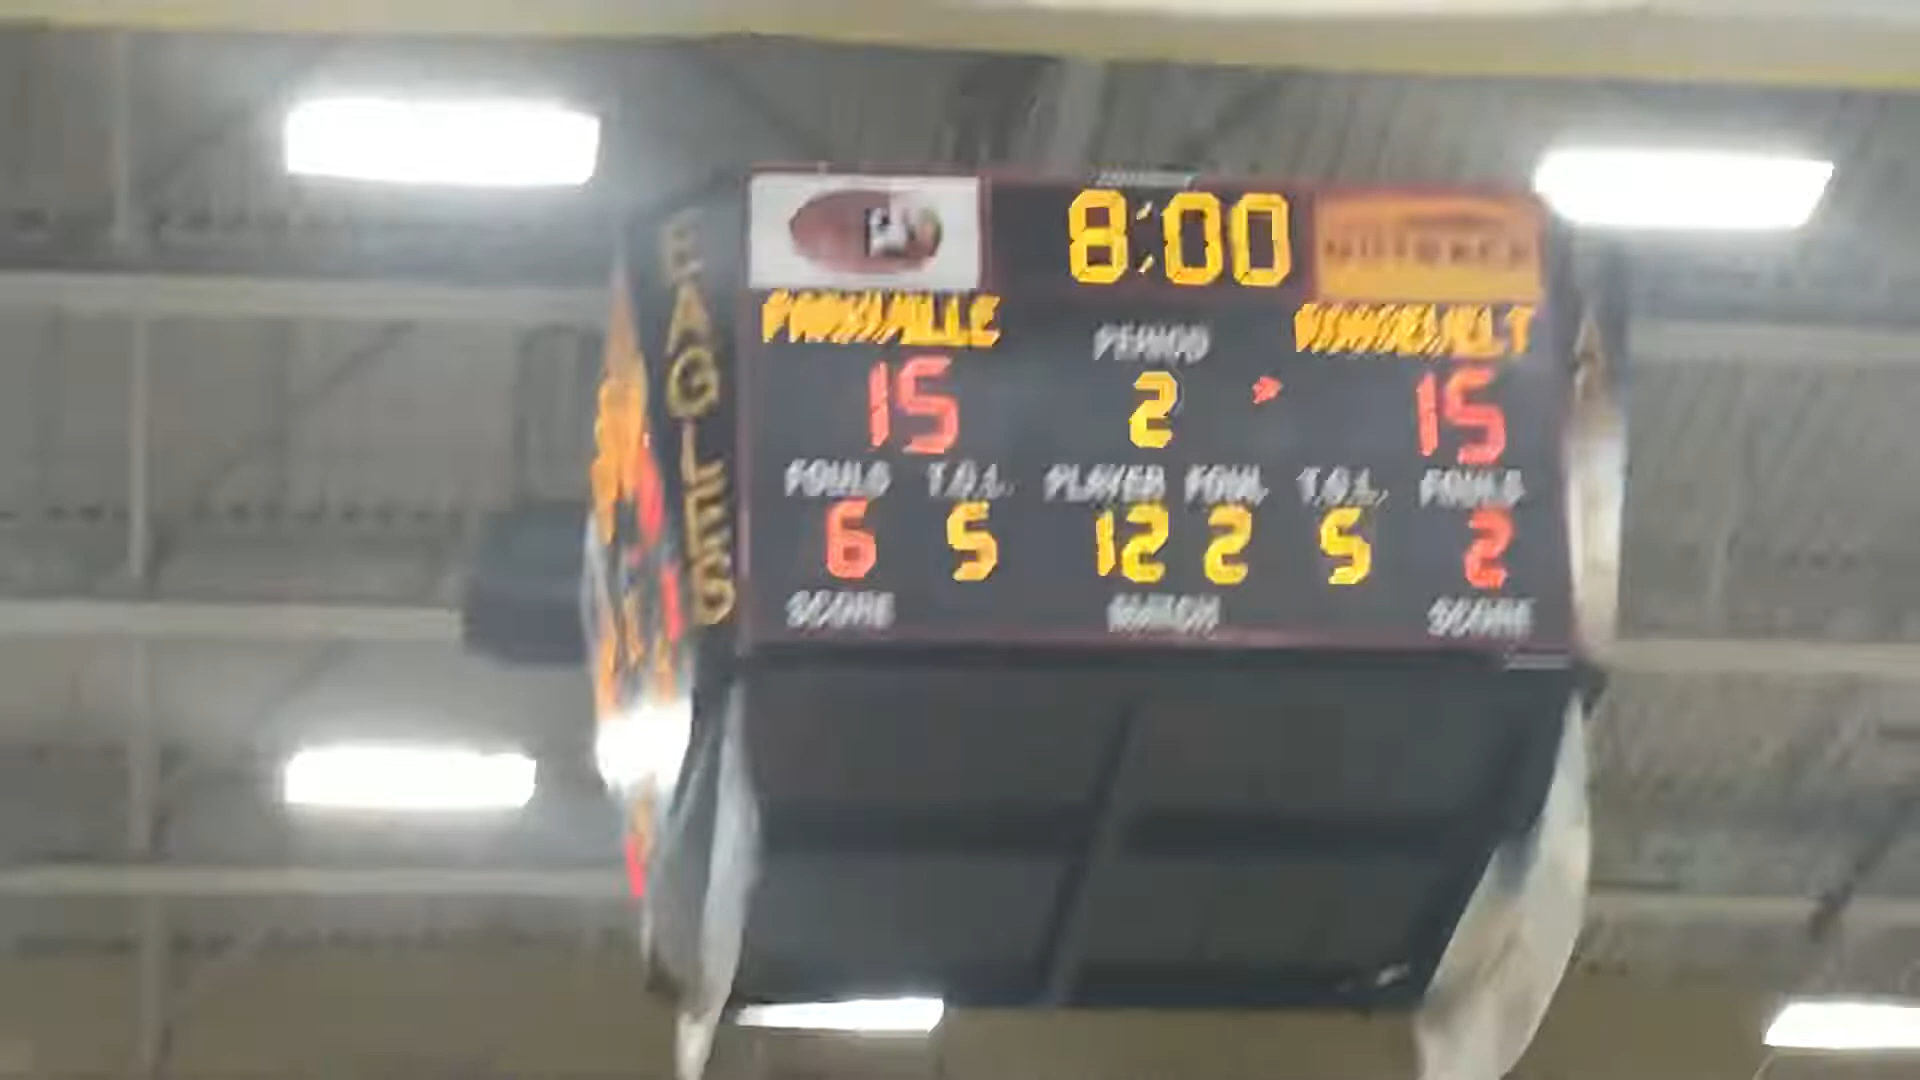 EAGLES
8:00
PERIOD
15 2 15
FOULS T.O.L. PLAYER FOUL T.O.L. FOULS
6 5 12 2 5 2
SCORE MATCH SCORE